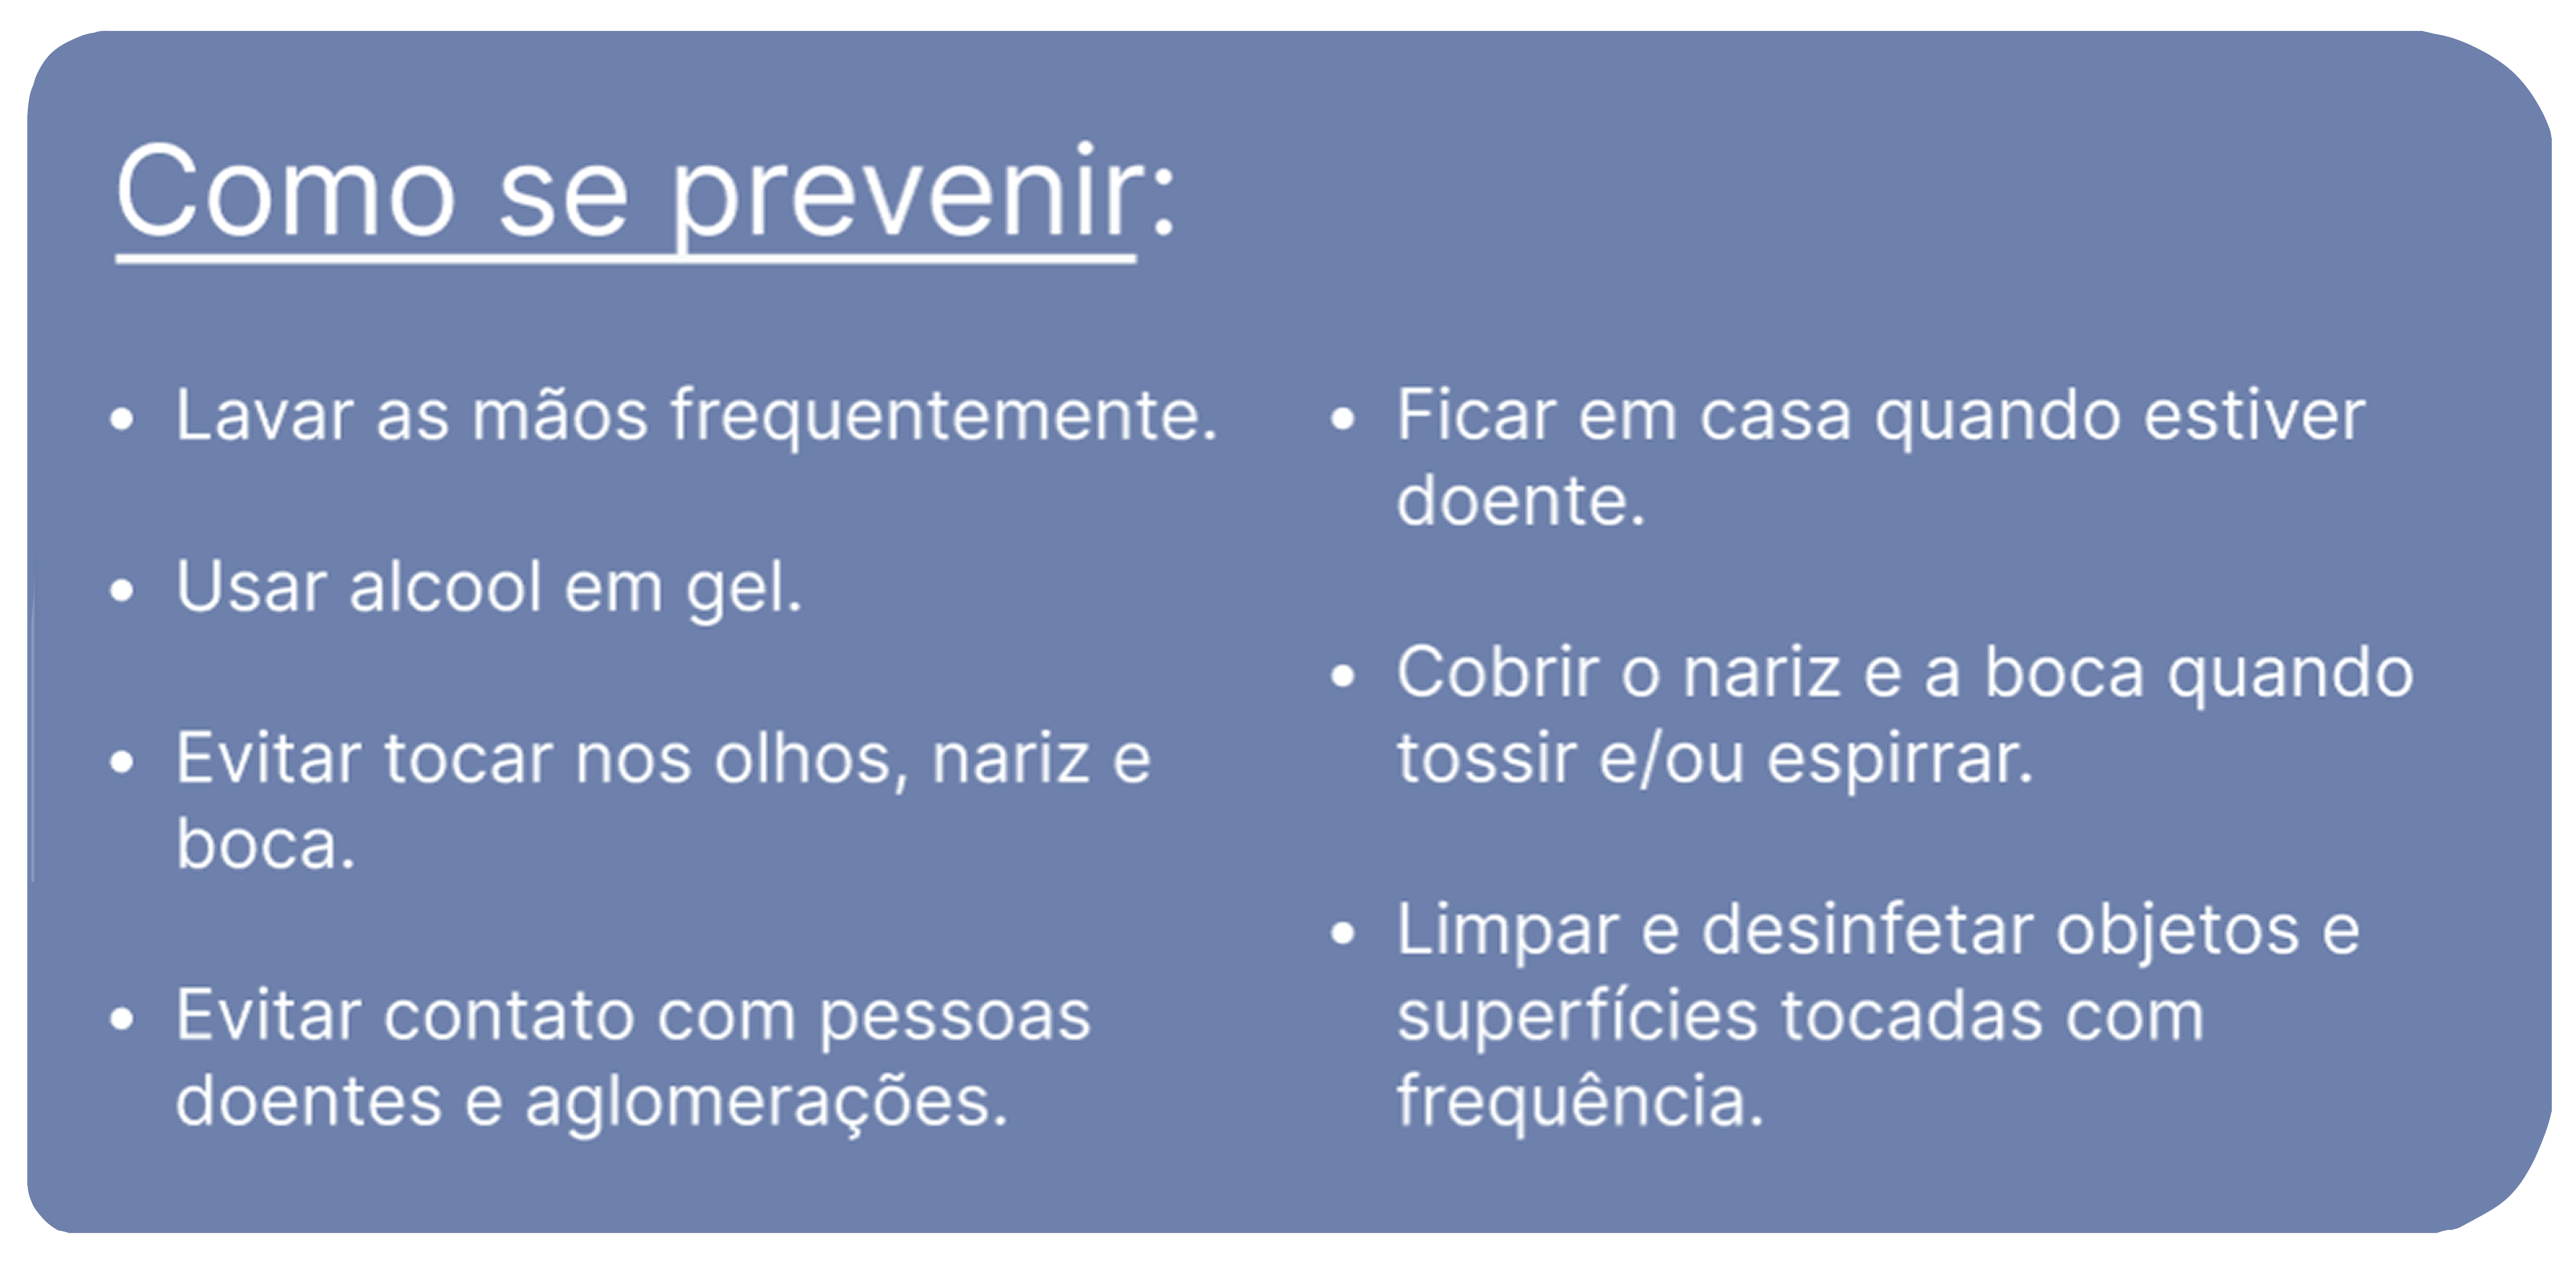 Como se prevenir:
• Lavar as mãos frequentemente.
• Usar alcool em gel.
• Evitar tocar nos olhos, nariz e
boca.
• Evitar contato com pessoas
doentes e aglomerações.
• Ficar em casa quando estiver
doente.
• Cobrir o nariz e a boca quando
tossir e/ou espirrar.
• Limpar e desinfetar objetos e
superfícies tocadas com
frequência.